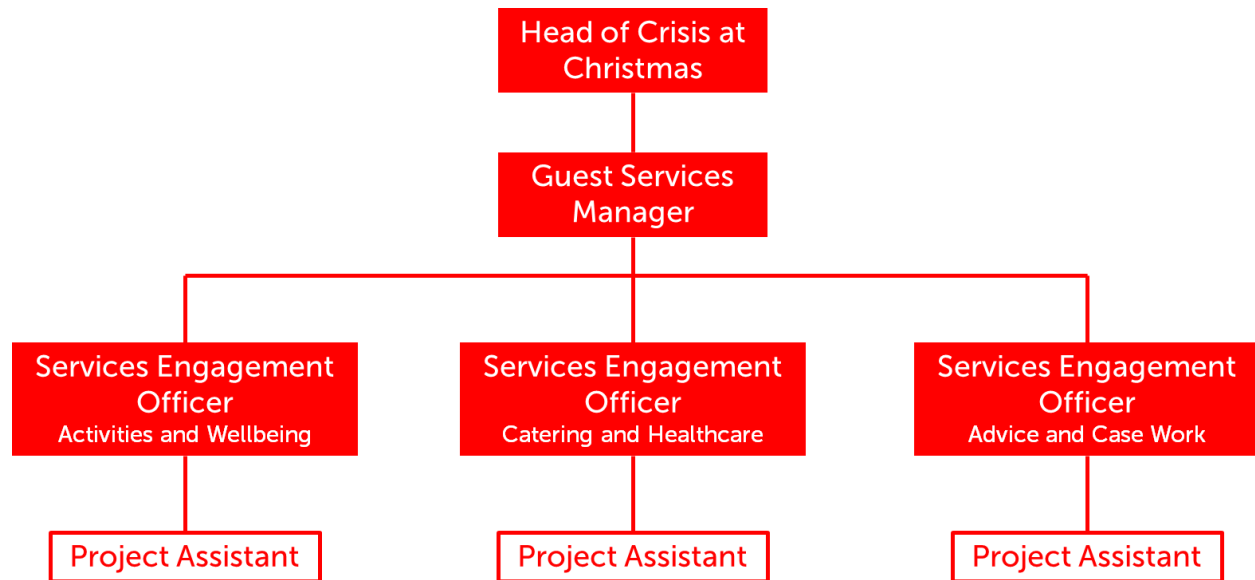 Head of Crisis at
Christmas
Guest Services
Manager
Services Engagement
Officer
Activities and Wellbeing
Services Engagement
Officer
Catering and Healthcare
Services Engagement
Officer
Advice and Case Work
Project Assistant
Project Assistant
Project Assistant